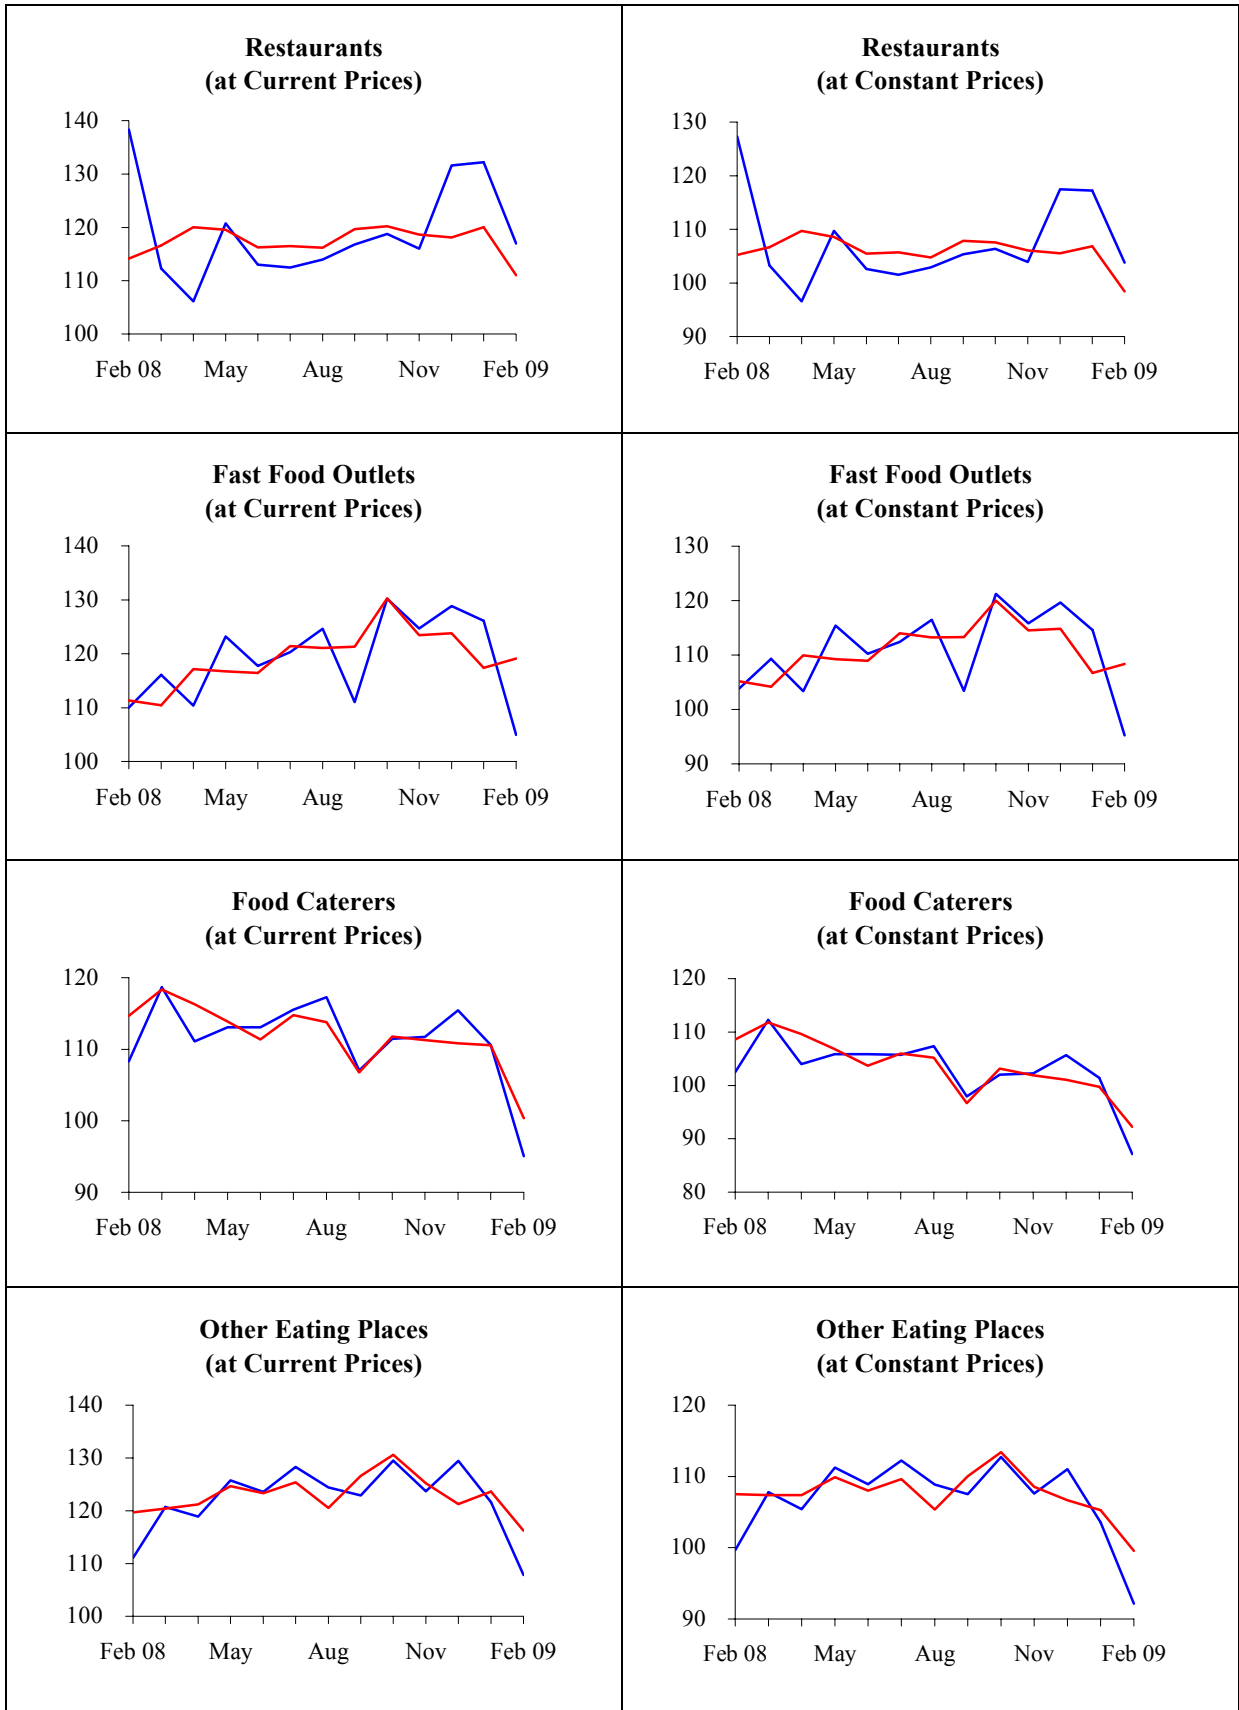 Restaurants
(at Current Prices)
140
130
120
110
100
Feb 08 May Aug Nov Feb 09
Restaurants
(at Constant Prices)
130
120
110
100
90
Feb 08 May Aug Nov Feb 09
Fast Food Outlets
(at Current Prices)
140
130
120
110
100
Feb 08 May Aug Nov Feb 09
Fast Food Outlets
(at Constant Prices)
130
120
110
100
90
Feb 08 May Aug Nov Feb 09
Food Caterers
(at Current Prices)
120
110
100
90
Feb 08 May Aug Nov Feb 09
Food Caterers
(at Constant Prices)
120
110
100
90
80
Feb 08 May Aug Nov Feb 09
Other Eating Places
(at Current Prices)
140
130
120
110
100
Feb 08 May Aug Nov Feb 09
Other Eating Places
(at Constant Prices)
120
110
100
90
Feb 08 May Aug Nov Feb 09